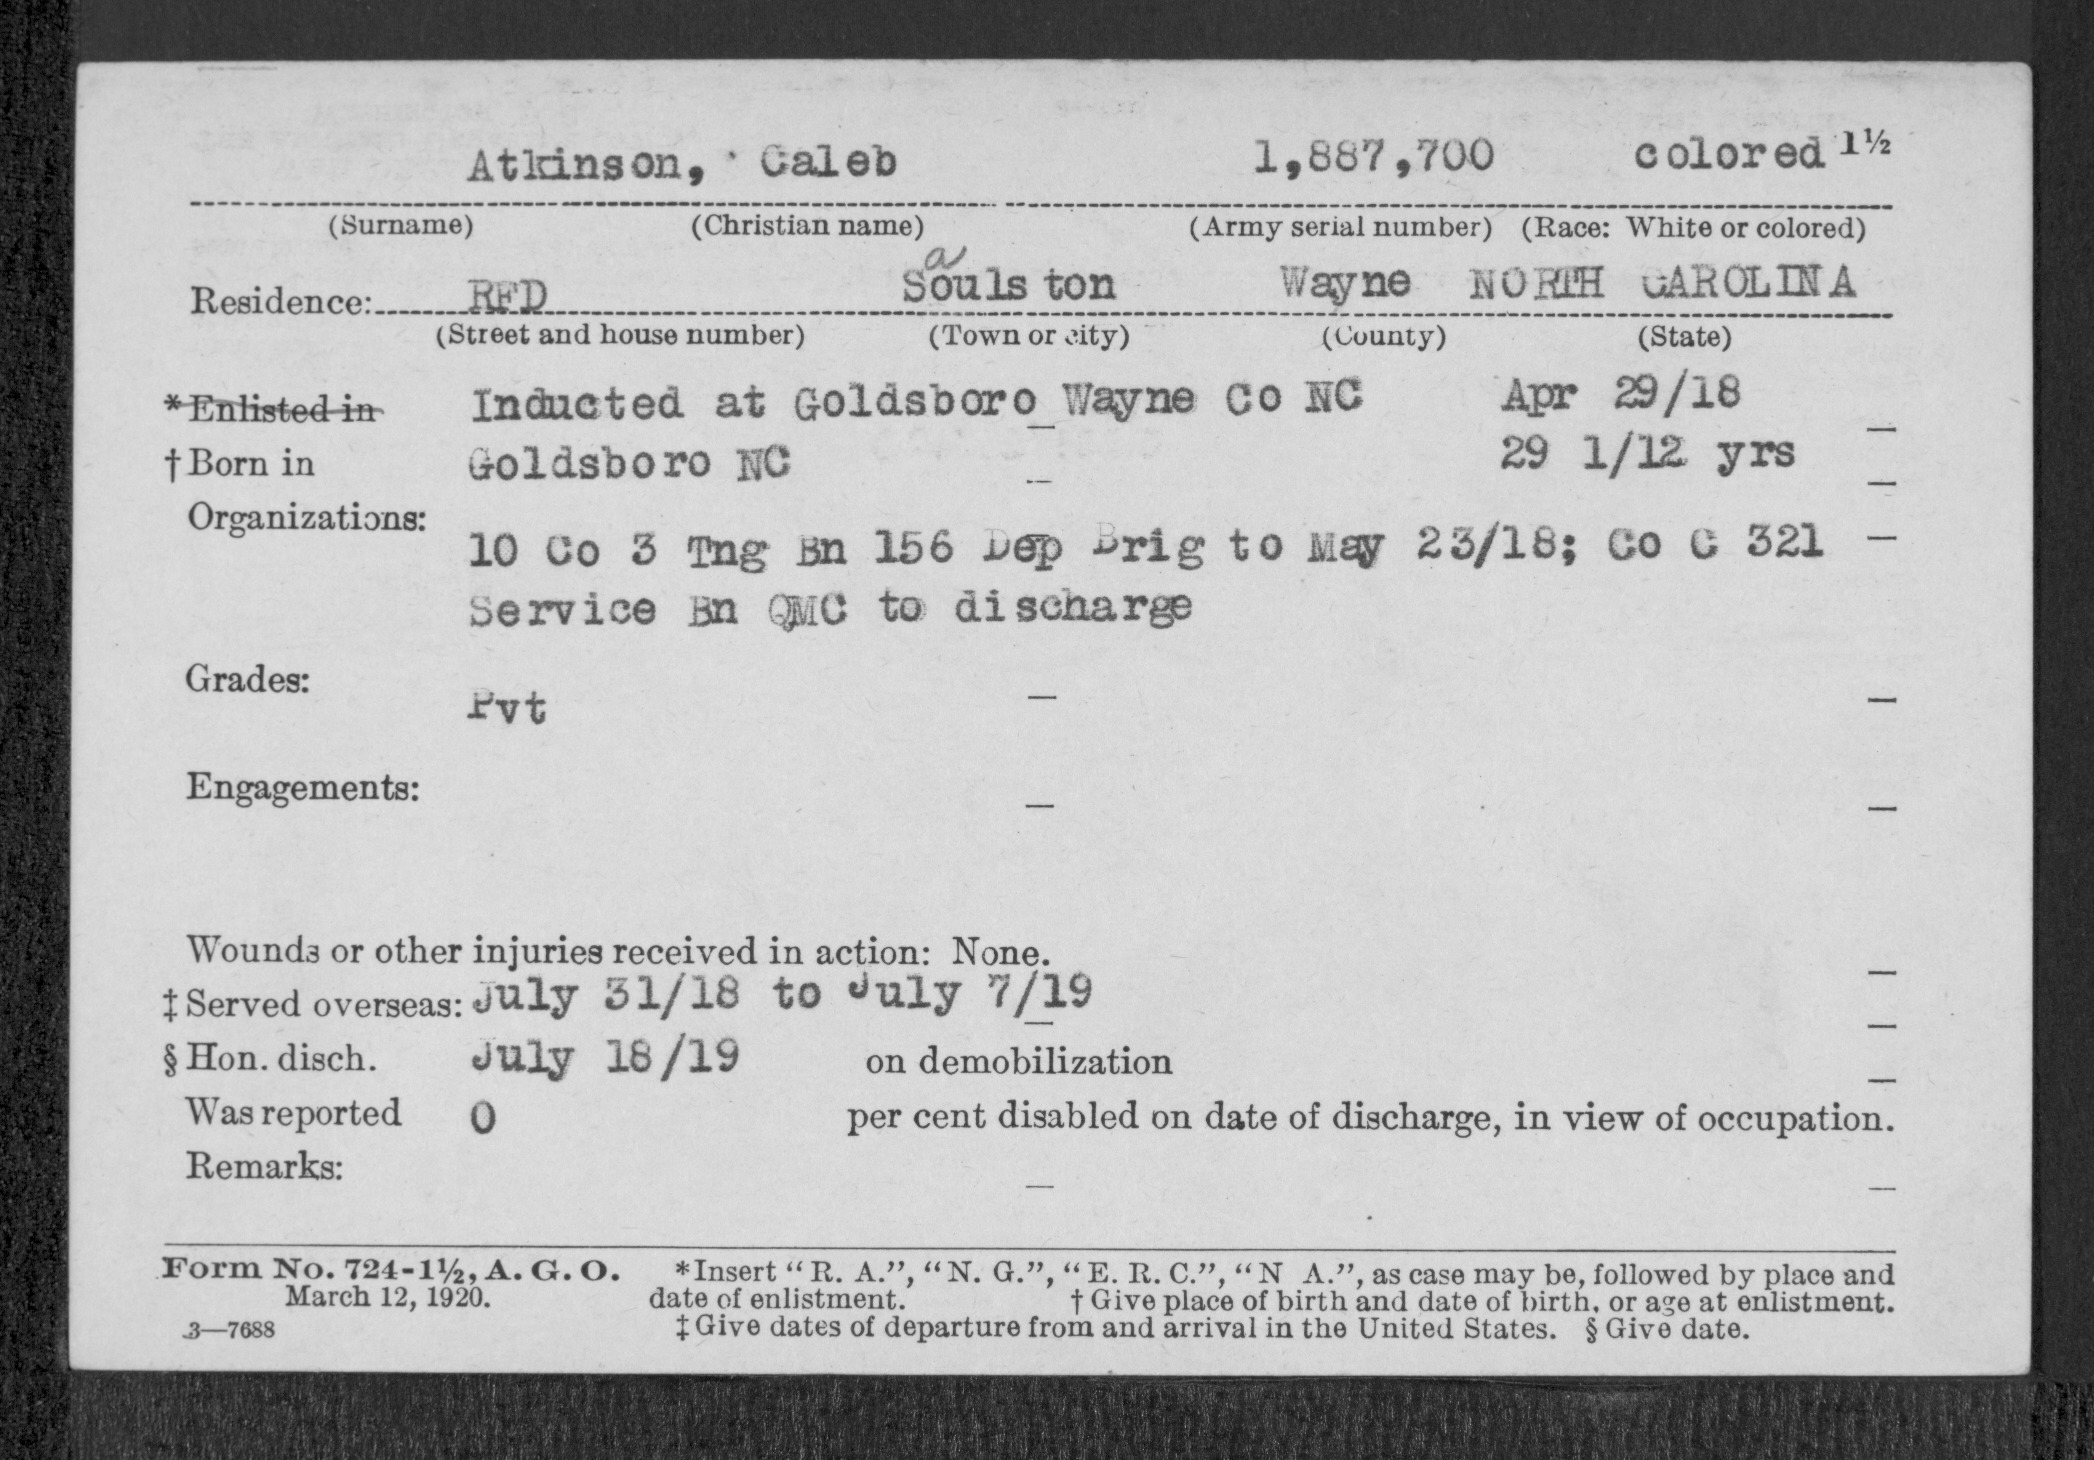 Atkinson, Caleb 1,887,700 colored 1½
(Surname) (Christian name) (Army serial number) (Race: White or colored)
a
Residence: RFD Soulston Wayne NORTH CAROLINA
(Street and house number) (Town or city) (County) (State)
*Enlisted in Inducted at Goldsboro Wayne Co NC Apr 29/18
†Born in Goldsboro NC 29 1/12 yrs
Organizations:
10 Co 3 Tng Bn 156 Dep Brig to May 23/18; Co C 321
Service Bn QMC to discharge
Grades:
Pvt
Engagements:
Wounds or other injuries received in action: None.
‡Served overseas: July 31/18 to July 7/19
§Hon. disch. July 18/19 on demobilization
Was reported 0 per cent disabled on date of discharge, in view of occupation.
Remarks:
Form No. 724-1½, A. G. O. *Insert “R. A.”, “N. G.”, “E. R. C.”, “N A.”, as case may be, followed by place and
March 12, 1920. date of enlistment. †Give place of birth and date of birth, or age at enlistment.
3—7688 ‡Give dates of departure from and arrival in the United States. §Give date.